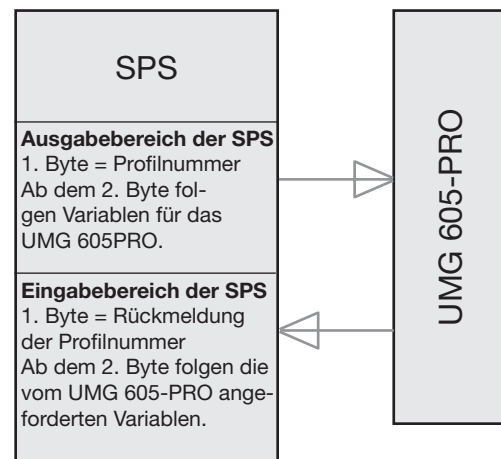 SPS
Ausgabebereich der SPS
1. Byte = Profilnummer
Ab dem 2. Byte fol-
gen Variablen für das
UMG 605PRO.
Eingabebereich der SPS
1. Byte = Rückmeldung
der Profilnummer
Ab dem 2. Byte folgen die
vom UMG 605-PRO ange-
forderten Variablen.
UMG 605-PRO